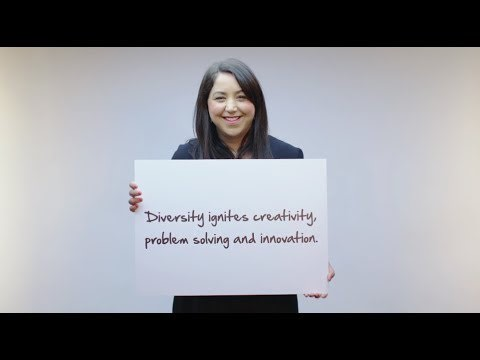 Diversity ignites creativity,
problem solving and innovation.